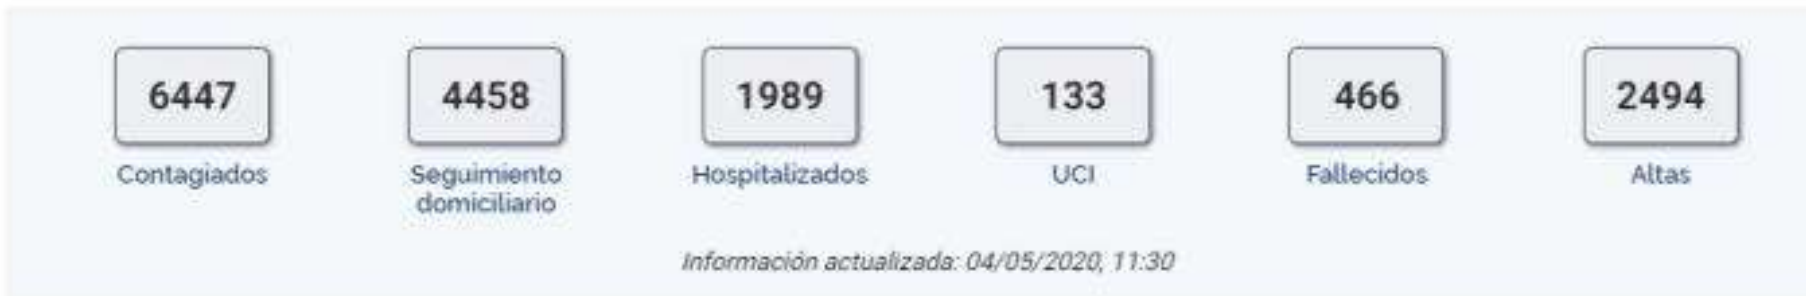 6447 4458 1989 133 466 2494
Contagiados Seguimiento Hospitalizados UCI Fallecidos Altas
domiciliario
Información actualizada: 04/05/2020, 11:30